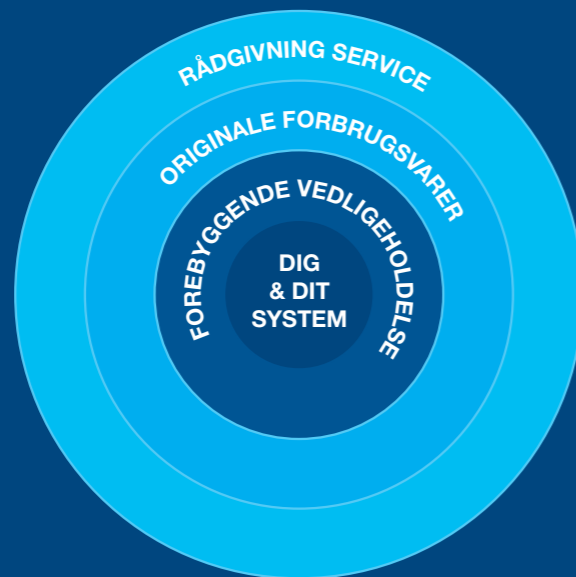 RÅDGIVNING SERVICE
ORIGINALE FORBRUGSVARER
FOREBYGGENDE VEDLIGEHOLDELSE
DIG
& DIT
SYSTEM